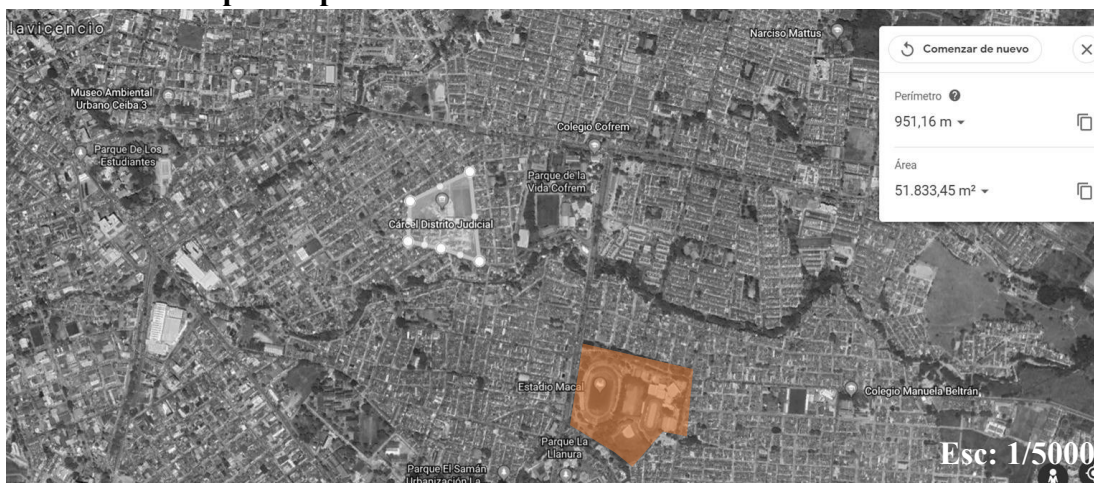 lavicencio
Narciso Mattus
Comenzar de nuevo
Museo Ambiental
Urbano Ceiba 3
Perímetro
951,16 m
Colegio Cofrem
Parque De Los
Estudiantes
Área
Parque de la
Vida Cofrem
51.833,45 m²
Cárcel Distrito Judicial
Estadio Macal
Colegio Manuela Beltrán
Parque La
Llanura
Esc: 1/5000
Parque El Samán
Urbanización La